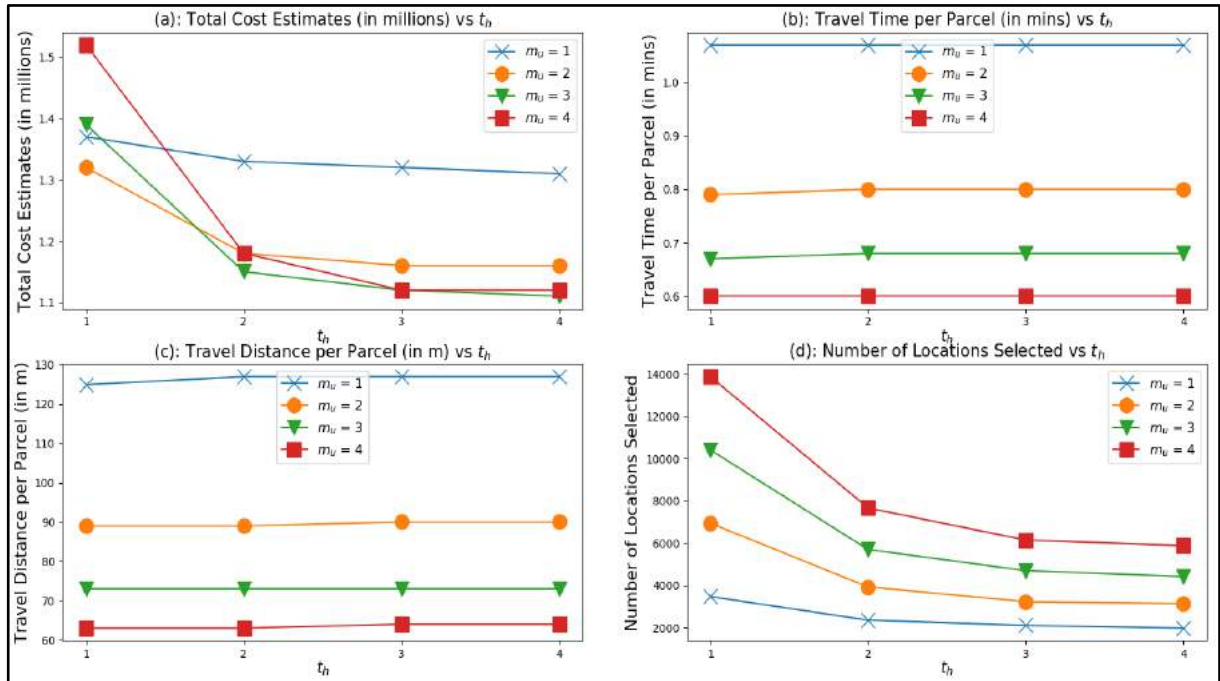 (a): Total Cost Estimates (in millions) vs t_h
Total Cost Estimates (in millions)
1.5
1.4
1.3
1.2
1.1
1 2 3 4
t_h
m_u = 1
m_u = 2
m_u = 3
m_u = 4
(b): Travel Time per Parcel (in mins) vs t_h
Travel Time per Parcel (in mins)
1.0
0.9
0.8
0.7
0.6
1 2 3 4
t_h
m_u = 1
m_u = 2
m_u = 3
m_u = 4
(c): Travel Distance per Parcel (in m) vs t_h
Travel Distance per Parcel (in m)
130
120
110
100
90
80
70
60
1 2 3 4
t_h
m_u = 1
m_u = 2
m_u = 3
m_u = 4
(d): Number of Locations Selected vs t_h
Number of Locations Selected
14000
12000
10000
8000
6000
4000
2000
1 2 3 4
t_h
m_u = 1
m_u = 2
m_u = 3
m_u = 4